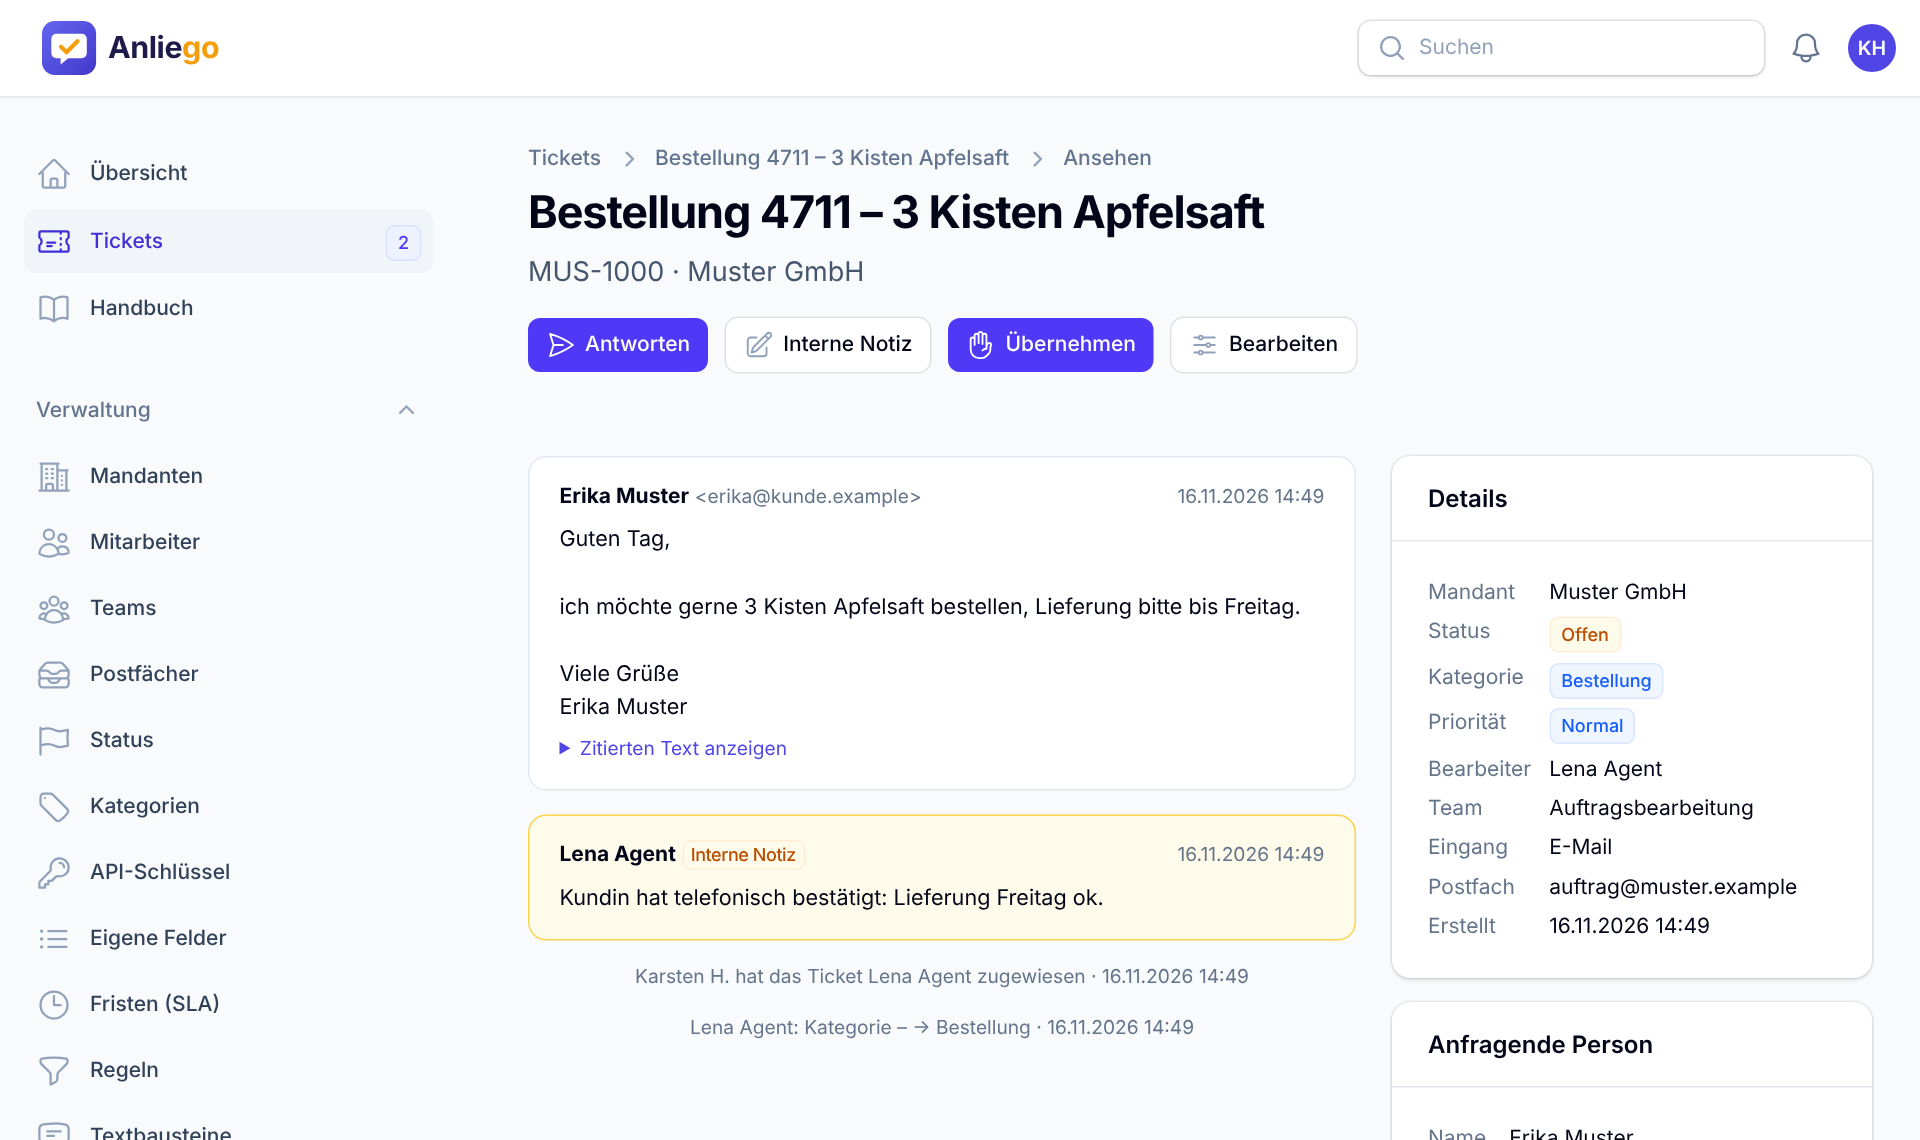 Anliego
Suchen
KH
Übersicht
Tickets
2
Handbuch
Verwaltung
Mandanten
Mitarbeiter
Teams
Postfächer
Status
Kategorien
API-Schlüssel
Eigene Felder
Fristen (SLA)
Regeln
Textbausteine
Tickets
Bestellung 4711 – 3 Kisten Apfelsaft
Ansehen
Bestellung 4711 – 3 Kisten Apfelsaft
MUS-1000 · Muster GmbH
Antworten
Interne Notiz
Übernehmen
Bearbeiten
Erika Muster <erika@kunde.example> 16.11.2026 14:49
Guten Tag,
ich möchte gerne 3 Kisten Apfelsaft bestellen, Lieferung bitte bis Freitag.
Viele Grüße
Erika Muster
Zitierten Text anzeigen
Lena Agent Interne Notiz 16.11.2026 14:49
Kundin hat telefonisch bestätigt: Lieferung Freitag ok.
Karsten H. hat das Ticket Lena Agent zugewiesen · 16.11.2026 14:49
Lena Agent: Kategorie – → Bestellung · 16.11.2026 14:49
Details
Mandant Muster GmbH
Status Offen
Kategorie Bestellung
Priorität Normal
Bearbeiter Lena Agent
Team Auftragsbearbeitung
Eingang E-Mail
Postfach auftrag@muster.example
Erstellt 16.11.2026 14:49
Anfragende Person
Name Erika Muster